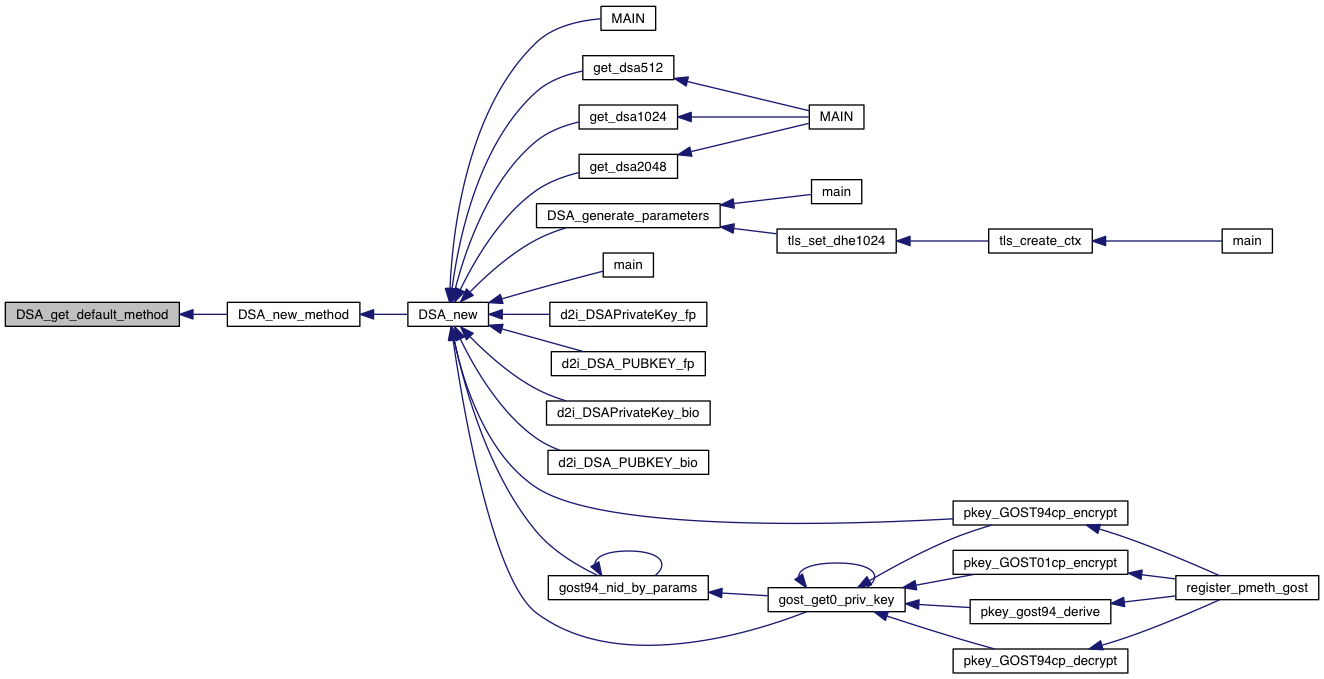 MAIN
get_dsa512
get_dsa1024
MAIN
get_dsa2048
main
DSA_generate_parameters
tls_set_dhe1024
tls_create_ctx
main
main
DSA_get_default_method
DSA_new_method
DSA_new
d2i_DSAPrivateKey_fp
d2i_DSA_PUBKEY_fp
d2i_DSAPrivateKey_bio
d2i_DSA_PUBKEY_bio
pkey_GOST94cp_encrypt
pkey_GOST01cp_encrypt
gost94_nid_by_params
register_pmeth_gost
gost_get0_priv_key
pkey_gost94_derive
pkey_GOST94cp_decrypt